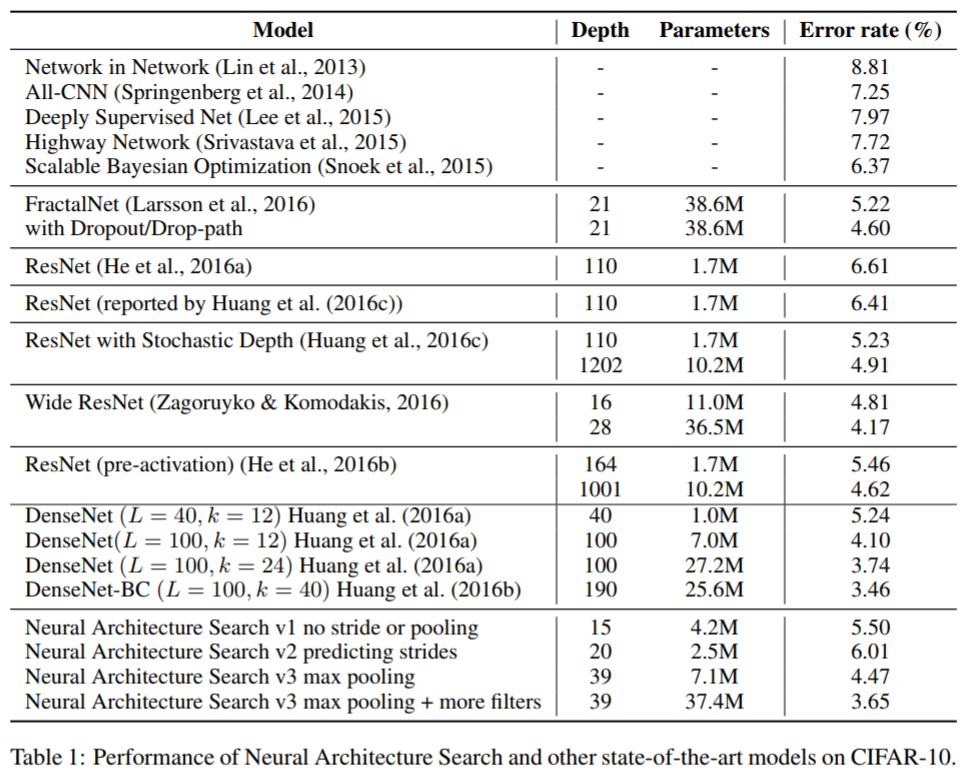 Model Depth Parameters Error rate (%)
Network in Network (Lin et al., 2013) - - 8.81
All-CNN (Springenberg et al., 2014) - - 7.25
Deeply Supervised Net (Lee et al., 2015) - - 7.97
Highway Network (Srivastava et al., 2015) - - 7.72
Scalable Bayesian Optimization (Snoek et al., 2015) - - 6.37
FractalNet (Larsson et al., 2016) 21 38.6M 5.22
with Dropout/Drop-path 21 38.6M 4.60
ResNet (He et al., 2016a) 110 1.7M 6.61
ResNet (reported by Huang et al. (2016c)) 110 1.7M 6.41
ResNet with Stochastic Depth (Huang et al., 2016c) 110 1.7M 5.23
1202 10.2M 4.91
Wide ResNet (Zagoruyko & Komodakis, 2016) 16 11.0M 4.81
28 36.5M 4.17
ResNet (pre-activation) (He et al., 2016b) 164 1.7M 5.46
1001 10.2M 4.62
DenseNet (L = 40, k = 12) Huang et al. (2016a) 40 1.0M 5.24
DenseNet(L = 100, k = 12) Huang et al. (2016a) 100 7.0M 4.10
DenseNet (L = 100, k = 24) Huang et al. (2016a) 100 27.2M 3.74
DenseNet-BC (L = 100, k = 40) Huang et al. (2016b) 190 25.6M 3.46
Neural Architecture Search v1 no stride or pooling 15 4.2M 5.50
Neural Architecture Search v2 predicting strides 20 2.5M 6.01
Neural Architecture Search v3 max pooling 39 7.1M 4.47
Neural Architecture Search v3 max pooling + more filters 39 37.4M 3.65
Table 1: Performance of Neural Architecture Search and other state-of-the-art models on CIFAR-10.